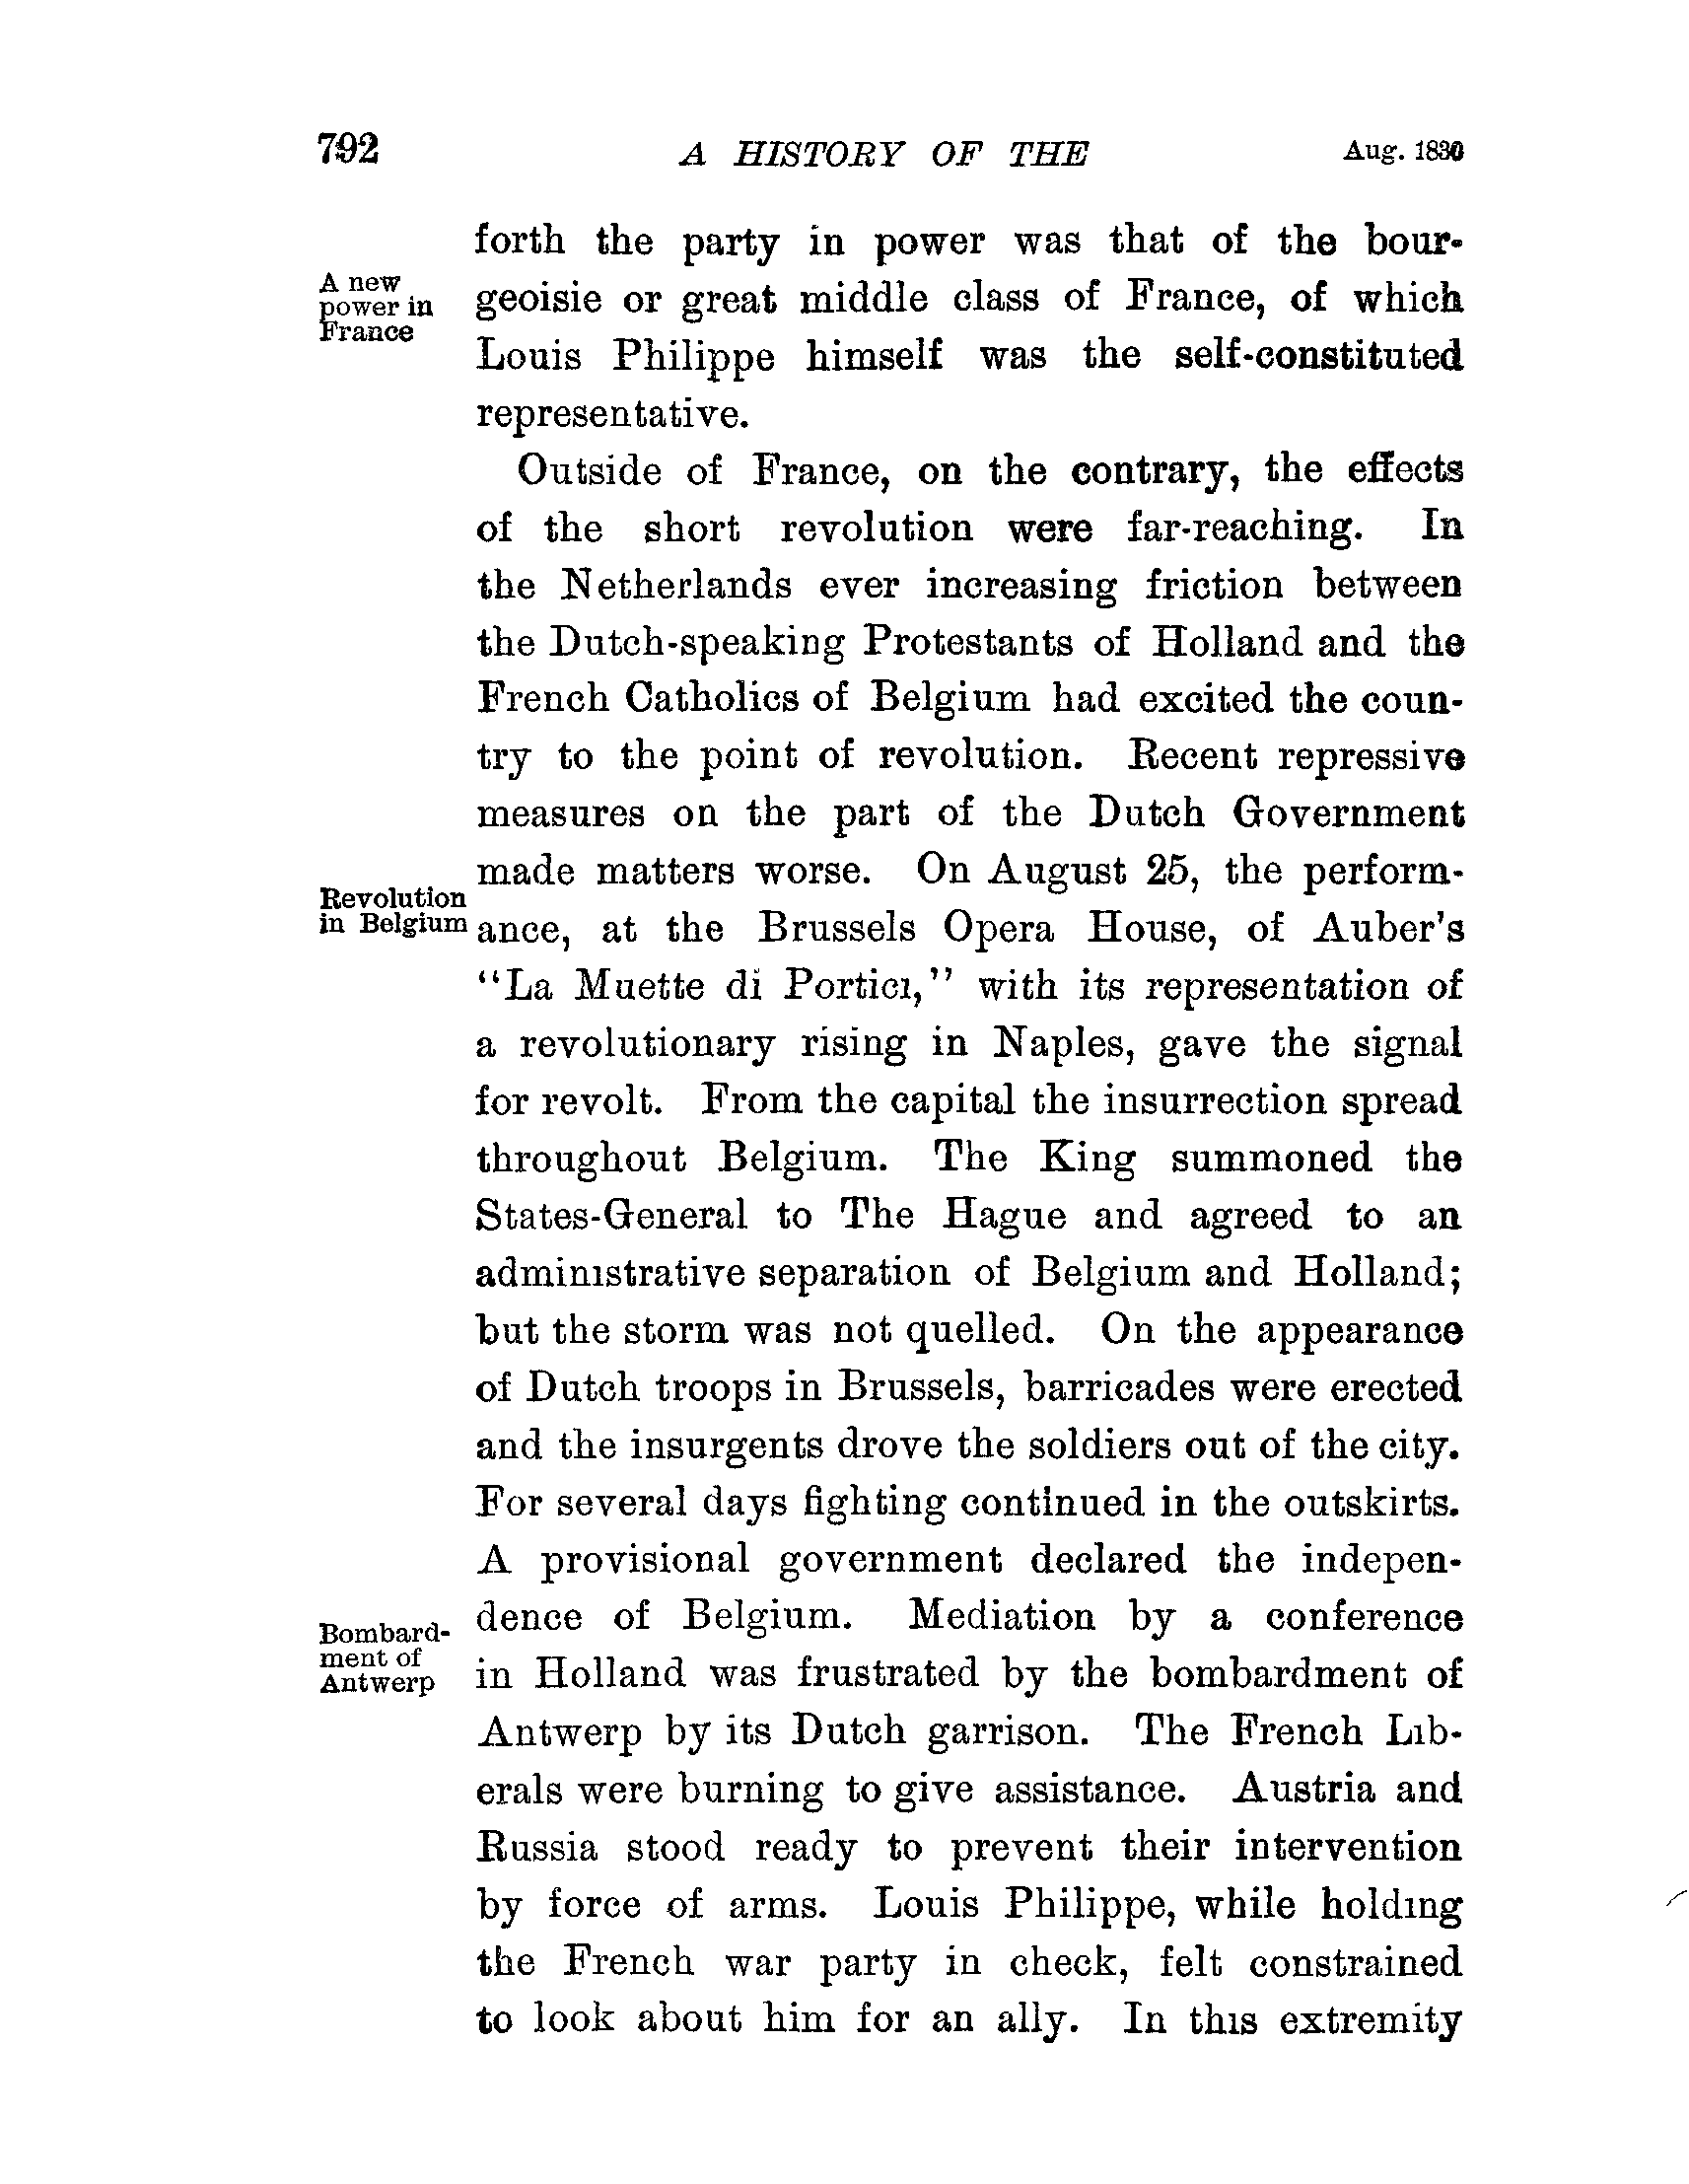 792 A HISTORY OF THE Aug. 1830
forth the party in power was that of the bour-
A new
power in
France
geoisie or great middle class of France, of which
Louis Philippe himself was the self-constituted
representative.
Outside of France, on the contrary, the effects
of the short revolution were far-reaching. In
the Netherlands ever increasing friction between
the Dutch-speaking Protestants of Holland and the
French Catholics of Belgium had excited the coun-
try to the point of revolution. Recent repressive
measures on the part of the Dutch Government
made matters worse. On August 25, the perform-
Revolution
in Belgium
ance, at the Brussels Opera House, of Auber's
"La Muette di Portici," with its representation of
a revolutionary rising in Naples, gave the signal
for revolt. From the capital the insurrection spread
throughout Belgium. The King summoned the
States-General to The Hague and agreed to an
administrative separation of Belgium and Holland;
but the storm was not quelled. On the appearance
of Dutch troops in Brussels, barricades were erected
and the insurgents drove the soldiers out of the city.
For several days fighting continued in the outskirts.
A provisional government declared the indepen-
dence of Belgium. Mediation by a conference
Bombard-
ment of
Antwerp
in Holland was frustrated by the bombardment of
Antwerp by its Dutch garrison. The French Lib-
erals were burning to give assistance. Austria and
Russia stood ready to prevent their intervention
by force of arms. Louis Philippe, while holding
the French war party in check, felt constrained
to look about him for an ally. In this extremity